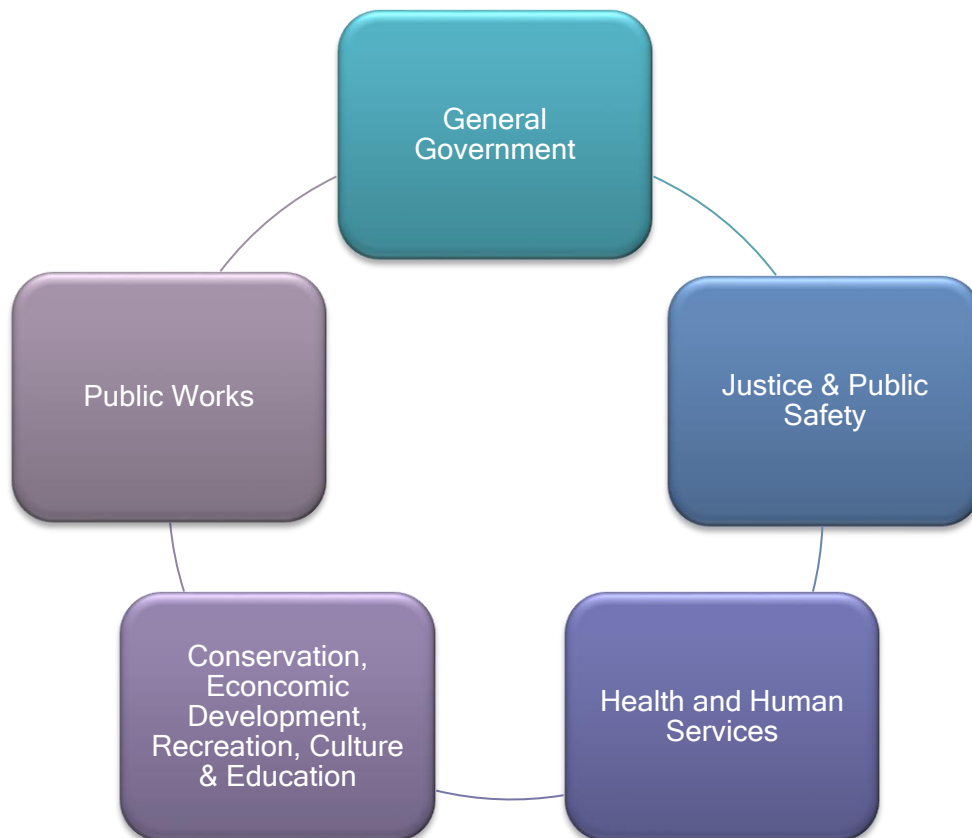 General
Government
Public Works
Justice & Public
Safety
Conservation,
Econcomic
Development,
Recreation, Culture
& Education
Health and Human
Services